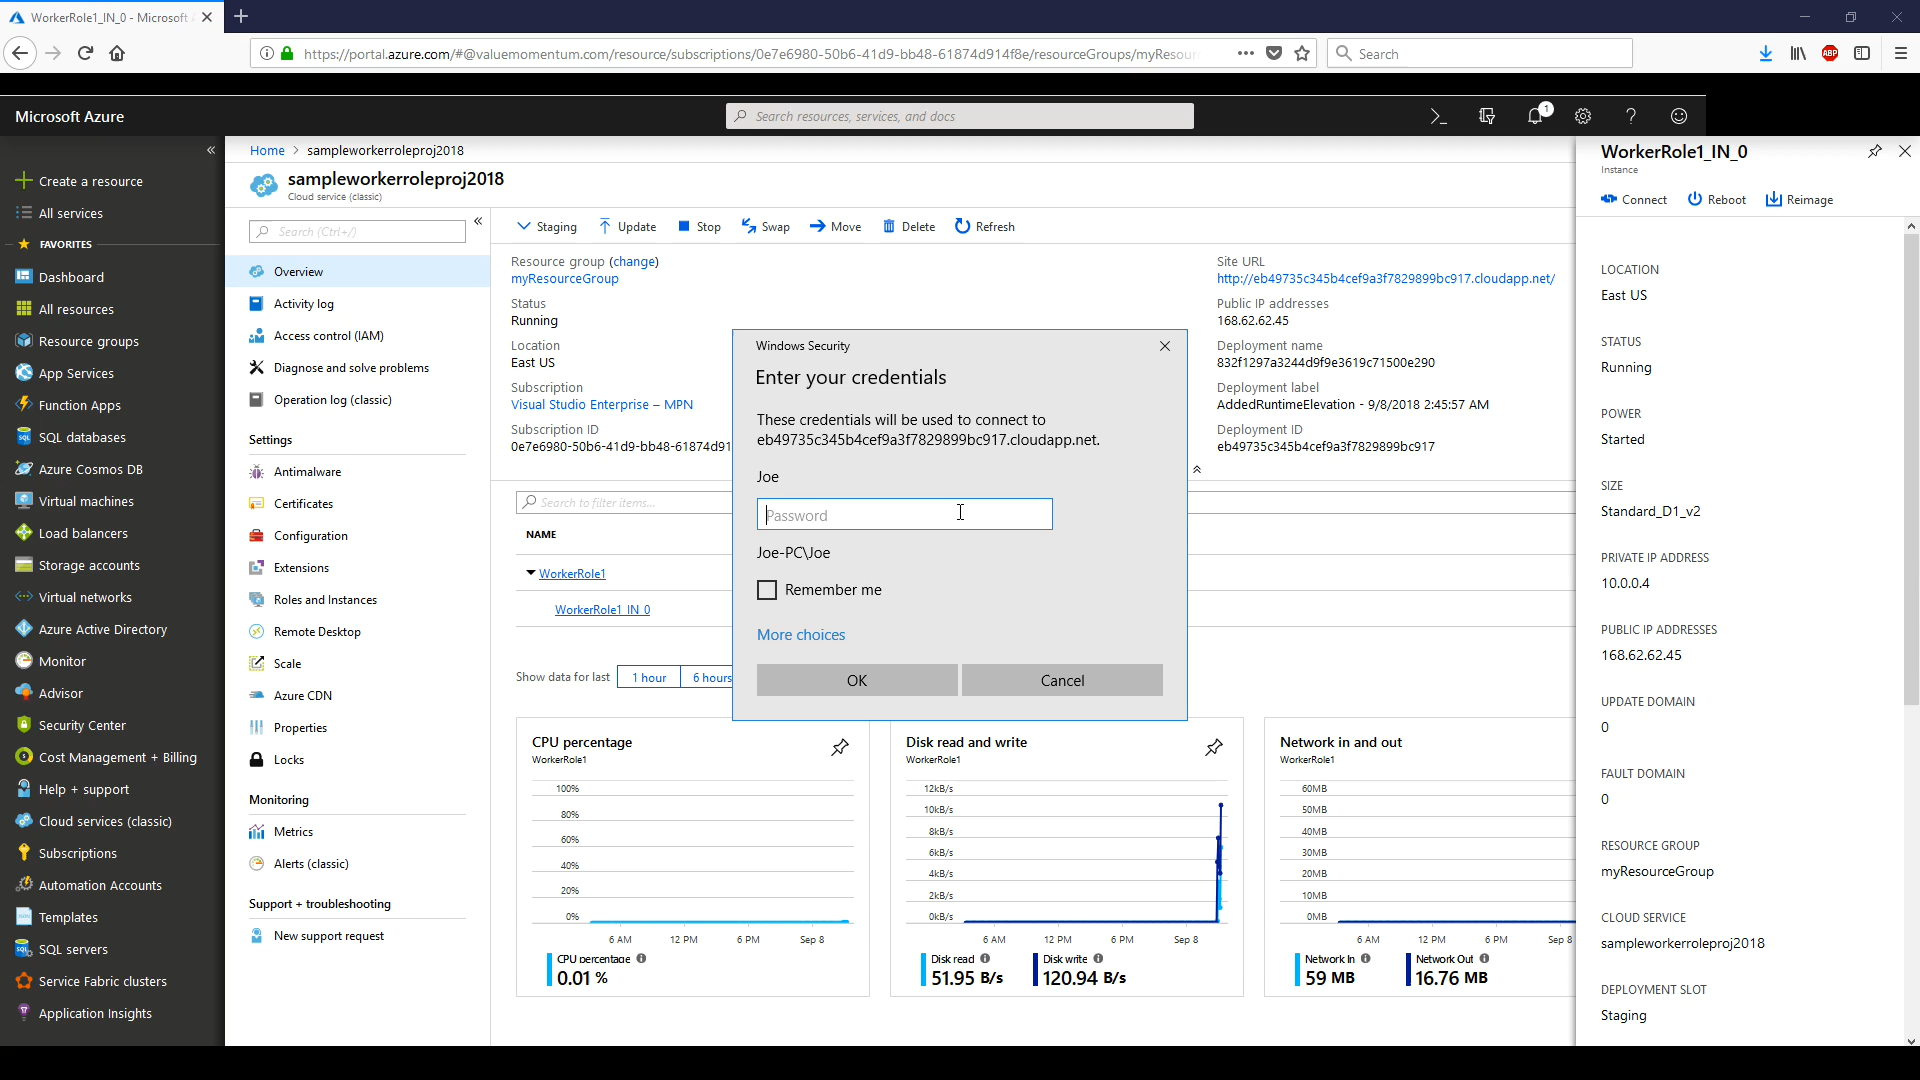 WorkerRole1_IN_0 - Microsoft
https://portal.azure.com/#@valuemomentum.com/resource/subscriptions/0e7e6980-50b6-41d9-bb48-61874d914f8e/resourceGroups/myResour
Search
ABP
Microsoft Azure
Search resources, services, and docs
1
Create a resource
All services
FAVORITES
Dashboard
All resources
Resource groups
App Services
Function Apps
SQL databases
Azure Cosmos DB
Virtual machines
Load balancers
Storage accounts
Virtual networks
Azure Active Directory
Monitor
Advisor
Security Center
Cost Management + Billing
Help + support
Cloud services (classic)
Subscriptions
Automation Accounts
Templates
SQL servers
Service Fabric clusters
Application Insights
Home > sampleworkerroleproj2018
sampleworkerroleproj2018
Cloud service (classic)
Search (Ctrl+/)
Overview
Activity log
Access control (IAM)
Diagnose and solve problems
Operation log (classic)
Settings
Antimalware
Certificates
Configuration
Extensions
Roles and Instances
Remote Desktop
Scale
Azure CDN
Properties
Locks
Monitoring
Metrics
Alerts (classic)
Support + troubleshooting
New support request
Staging Update Stop Swap Move Delete Refresh
Resource group (change)
myResourceGroup
Status
Running
Location
East US
Subscription
Visual Studio Enterprise – MPN
Subscription ID
0e7e6980-50b6-41d9-bb48-61874d91
Site URL
http://eb49735c345b4cef9a3f7829899bc917.cloudapp.net/
Public IP addresses
168.62.62.45
Deployment name
832f1297a3244d9f9e3619c71500e290
Deployment label
AddedRuntimeElevation - 9/8/2018 2:45:57 AM
Deployment ID
eb49735c345b4cef9a3f7829899bc917
Search to filter items...
NAME
WorkerRole1
WorkerRole1_IN_0
Show data for last 1 hour 6 hours
Windows Security
Enter your credentials
These credentials will be used to connect to
eb49735c345b4cef9a3f7829899bc917.cloudapp.net.
Joe
Password
Joe-PC\Joe
Remember me
More choices
OK Cancel
CPU percentage
WorkerRole1
100%
80%
60%
40%
20%
0%
6 AM 12 PM 6 PM Sep 8
CPU percentage
0.01 %
Disk read and write
WorkerRole1
12kB/s
10kB/s
8kB/s
6kB/s
4kB/s
2kB/s
0kB/s
6 AM 12 PM 6 PM Sep 8
Disk read Disk write
51.95 B/s 120.94 B/s
Network in and out
WorkerRole1
60MB
50MB
40MB
30MB
20MB
10MB
0MB
6 AM 12 PM 6 PM Sep 8
Network In Network Out
59 MB 16.76 MB
WorkerRole1_IN_0
Instance
Connect Reboot Reimage
LOCATION
East US
STATUS
Running
POWER
Started
SIZE
Standard_D1_v2
PRIVATE IP ADDRESS
10.0.0.4
PUBLIC IP ADDRESSES
168.62.62.45
UPDATE DOMAIN
0
FAULT DOMAIN
0
RESOURCE GROUP
myResourceGroup
CLOUD SERVICE
sampleworkerroleproj2018
DEPLOYMENT SLOT
Staging